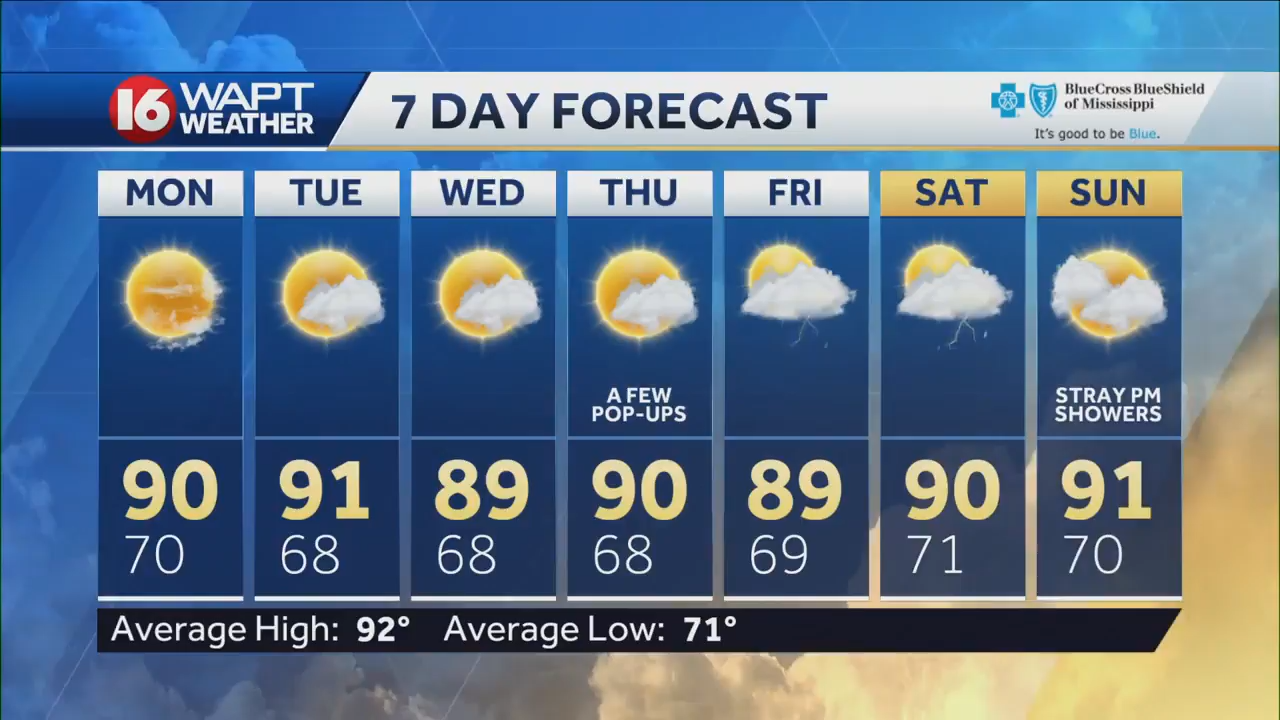 16 WAPT
WEATHER
7 DAY FORECAST
BlueCross BlueShield
of Mississippi
It's good to be Blue.
MON TUE WED THU FRI SAT SUN
A FEW
POP-UPS
STRAY PM
SHOWERS
90 91 89 90 89 90 91
70 68 68 68 69 71 70
Average High: 92° Average Low: 71°